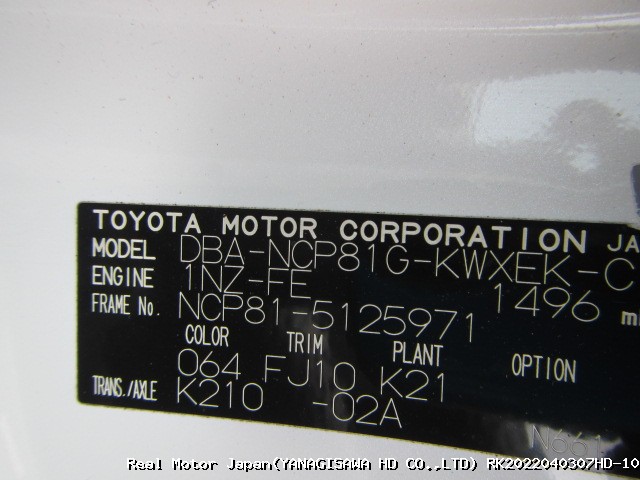 TOYOTA MOTOR CORPORATION JA
MODEL DBA-NCP81G-KWXEK-C
ENGINE 1NZ-FE 1496 m
FRAME No. NCP81-5125971
COLOR TRIM PLANT OPTION
064 FJ10 K21
TRANS./AXLE K210 -02A
N661
Real Motor Japan(YANAGISAWA HD CO.,LTD) RK2022040307HD-10